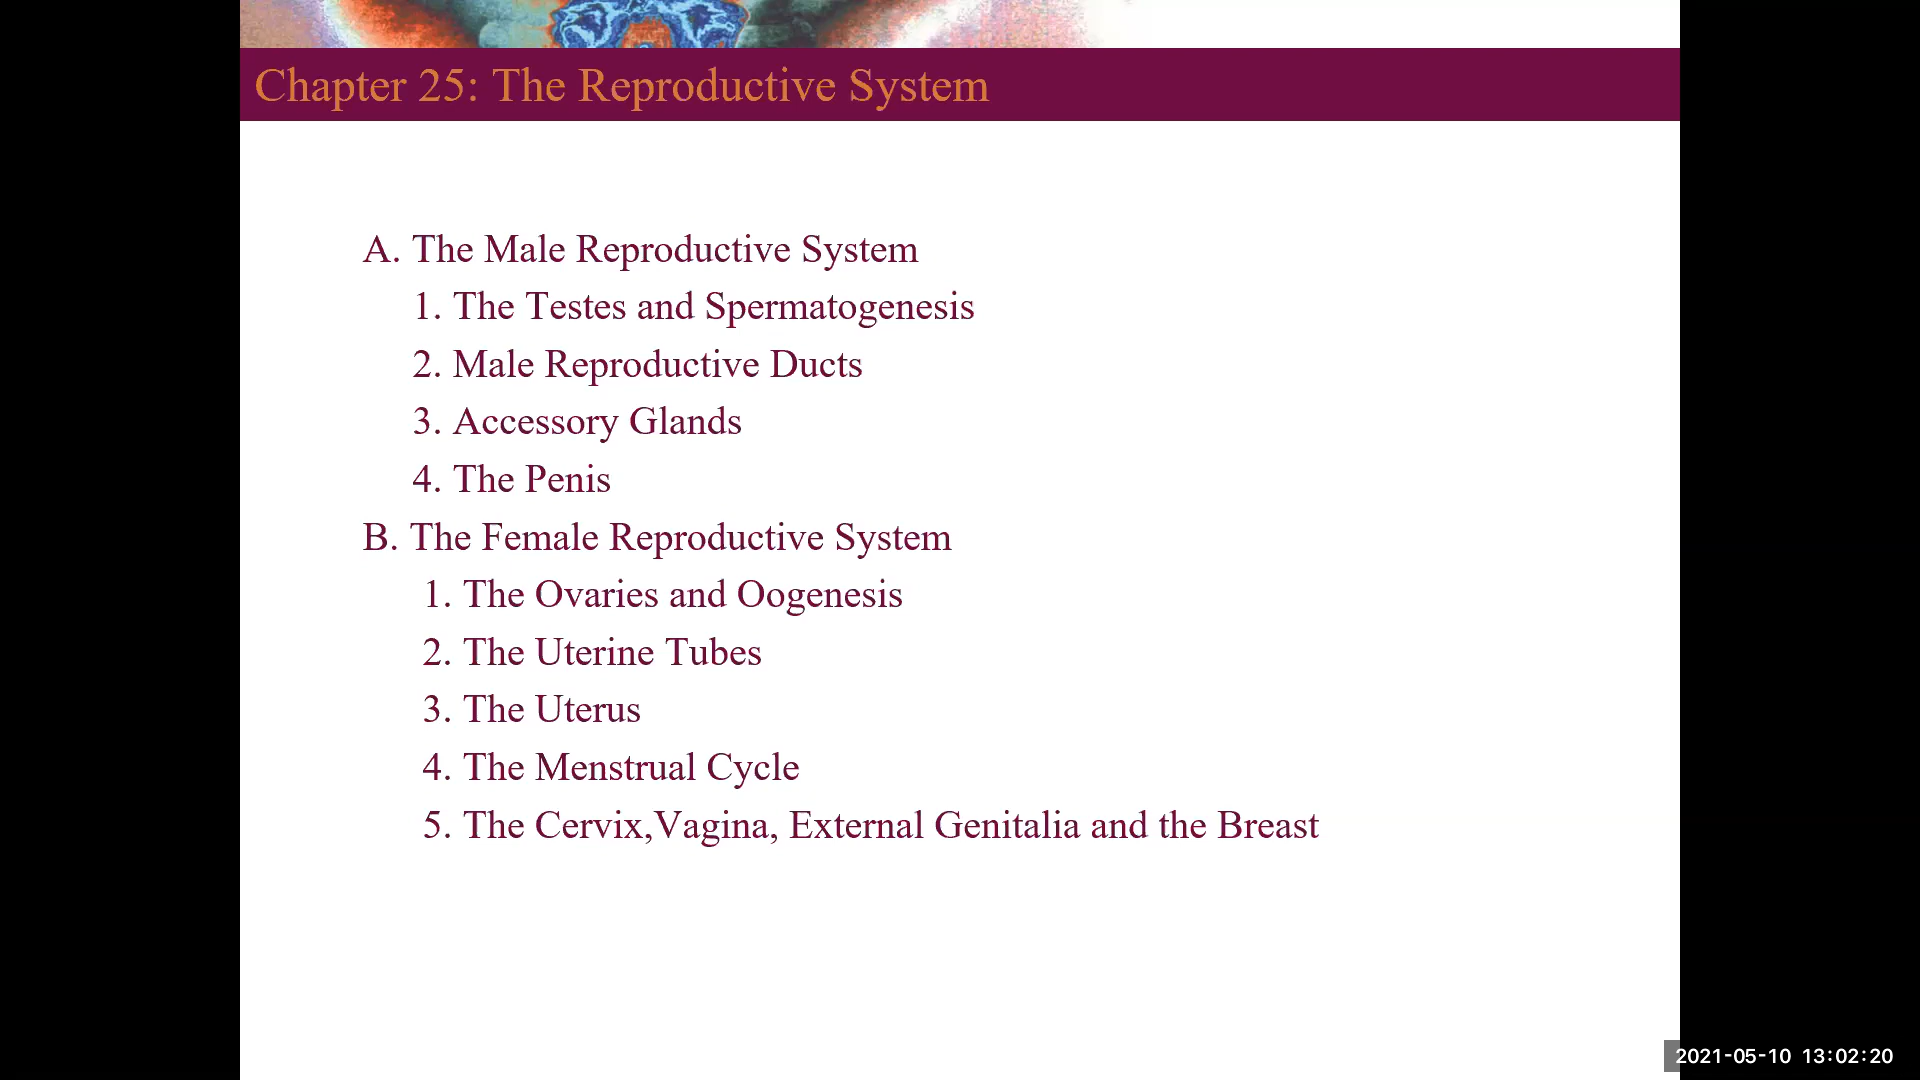 Chapter 25: The Reproductive System
A. The Male Reproductive System
1. The Testes and Spermatogenesis
2. Male Reproductive Ducts
3. Accessory Glands
4. The Penis
B. The Female Reproductive System
1. The Ovaries and Oogenesis
2. The Uterine Tubes
3. The Uterus
4. The Menstrual Cycle
5. The Cervix,Vagina, External Genitalia and the Breast
2021-05-10 13:02:20